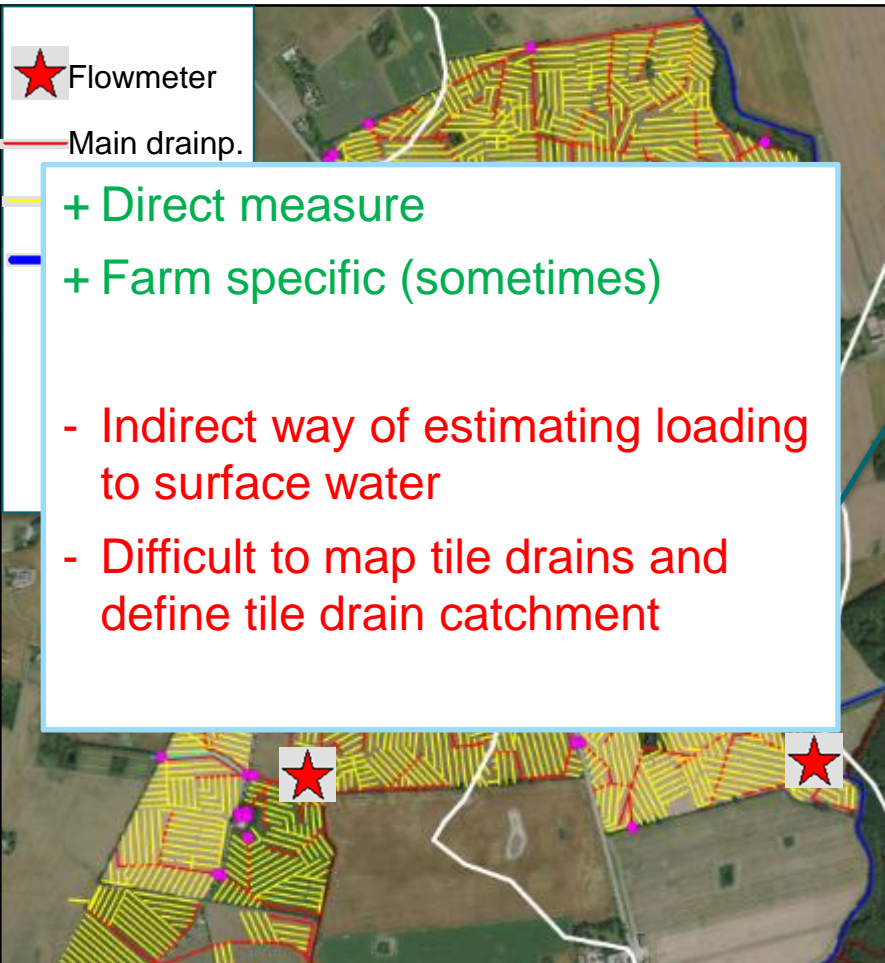 Flowmeter
Main drainp.
+ Direct measure
+ Farm specific (sometimes)
- Indirect way of estimating loading
to surface water
- Difficult to map tile drains and
define tile drain catchment